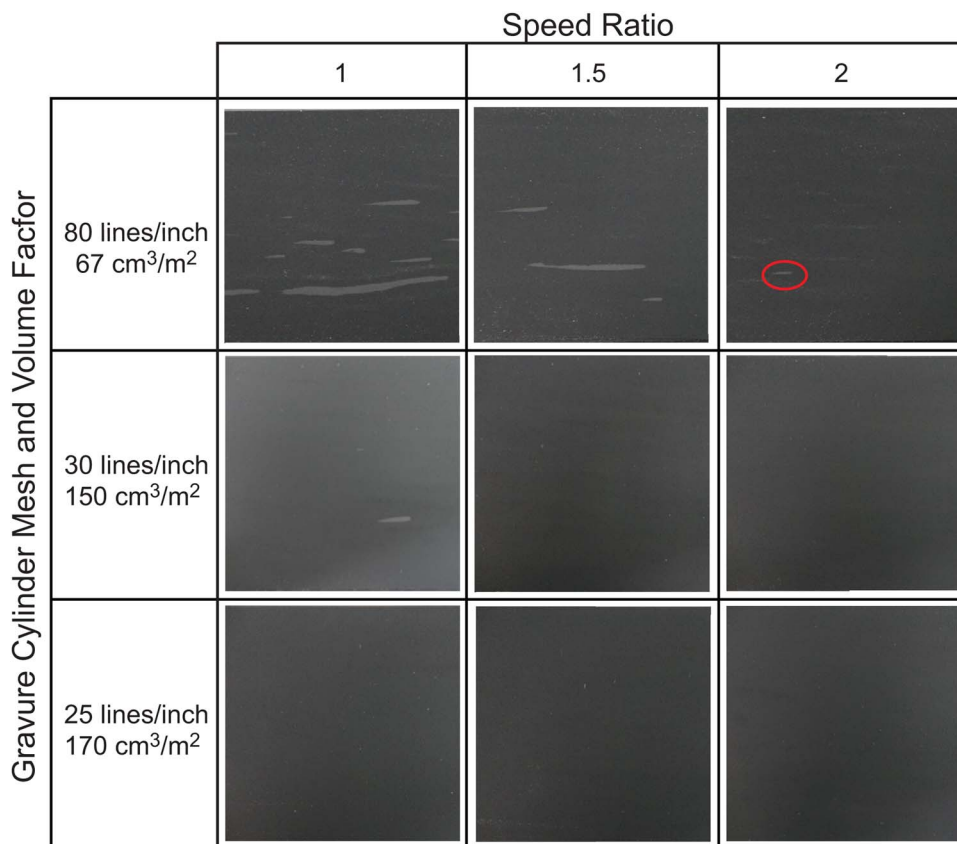 Speed Ratio
1
1.5
2
Gravure Cylinder Mesh and Volume Facfor
80 lines/inch
67 cm³/m²
30 lines/inch
150 cm³/m²
25 lines/inch
170 cm³/m²